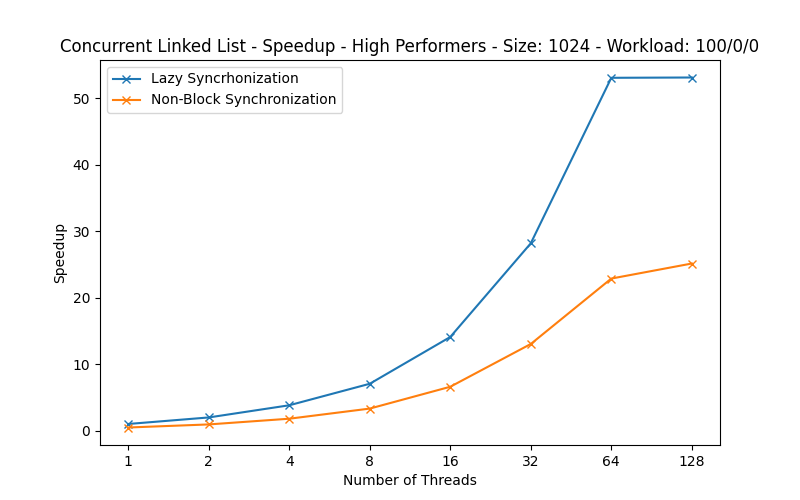 Concurrent Linked List - Speedup - High Performers - Size: 1024 - Workload: 100/0/0
Lazy Syncrhonization
Non-Block Synchronization
50
40
30
20
10
0
Speedup
1 2 4 8 16 32 64 128
Number of Threads